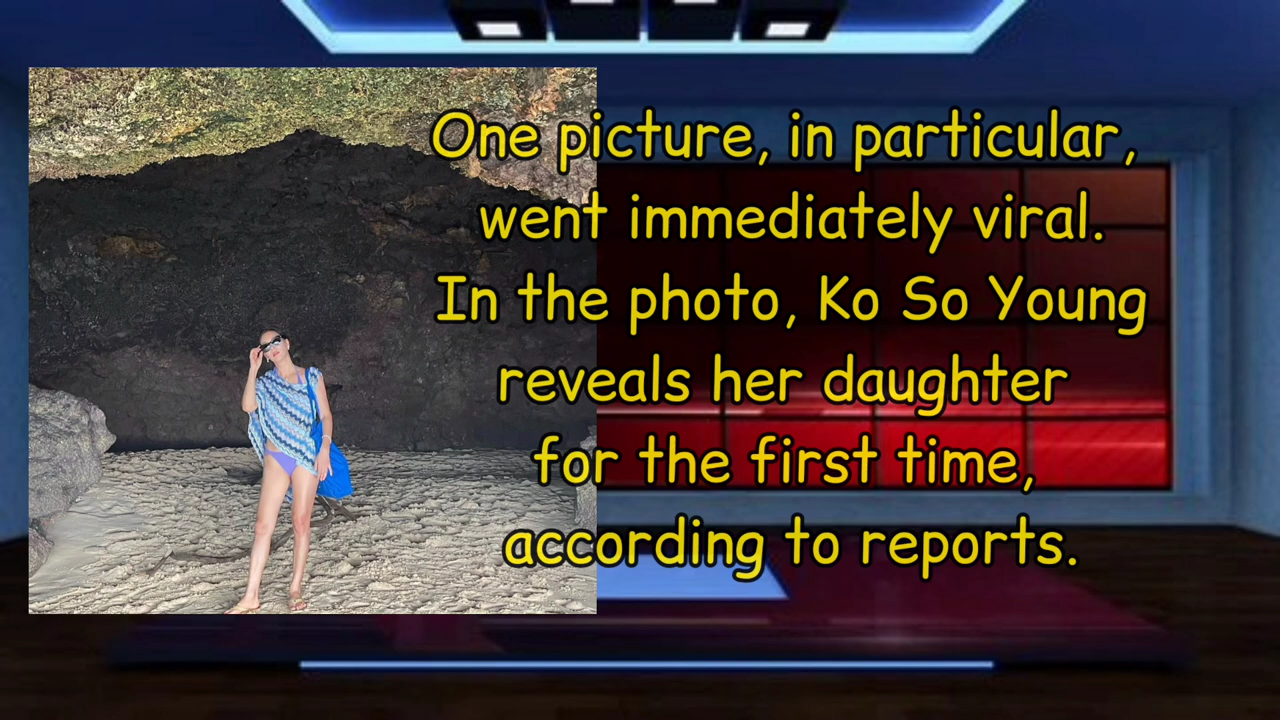 One picture, in particular,
went immediately viral.
In the photo, Ko So Young
reveals her daughter
for the first time,
according to reports.